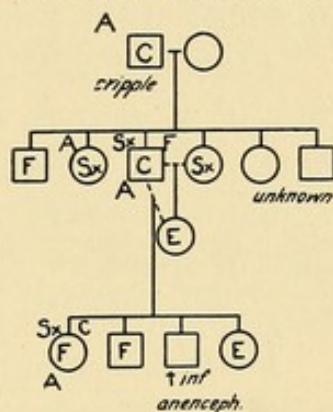 A
C
cripple
A Sx F
F Sx C Sx
A
unknown
E
Sx C
F F E
A
inf
anenceph.